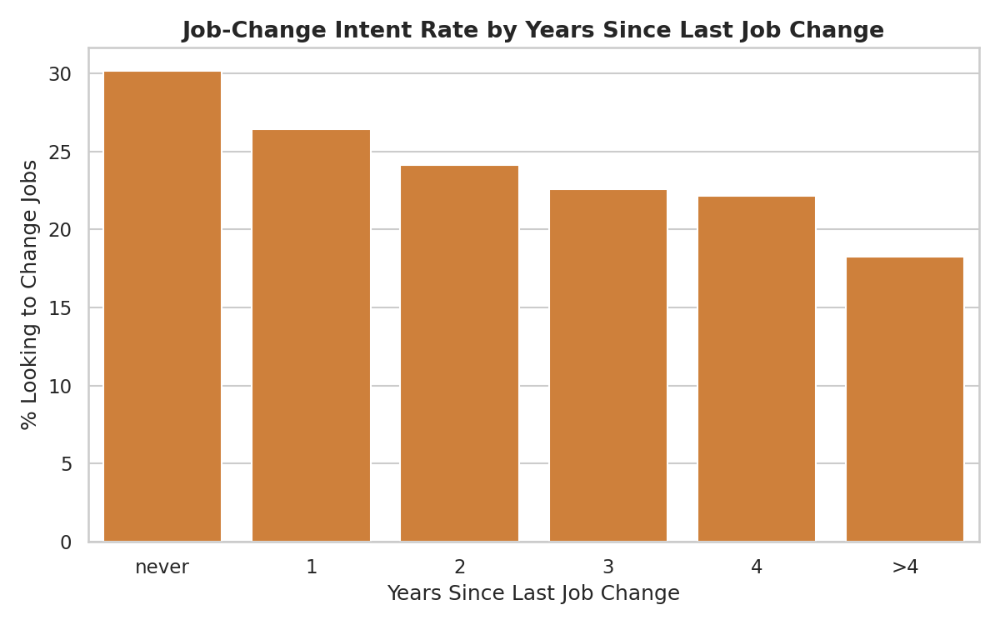 Job-Change Intent Rate by Years Since Last Job Change
% Looking to Change Jobs
30
25
20
15
10
5
0
never 1 2 3 4 >4
Years Since Last Job Change